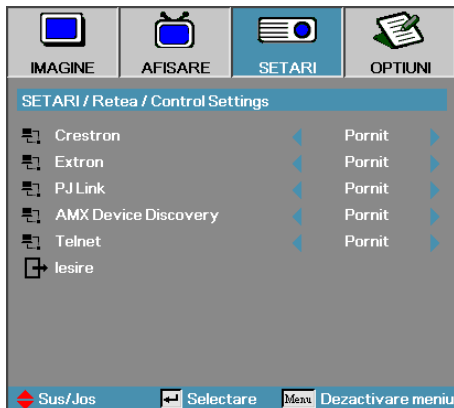 IMAGINE AFISARE SETARI OPTIUNI
SETARI / Retea / Control Settings
Crestron Pornit
Extron Pornit
PJ Link Pornit
AMX Device Discovery Pornit
Telnet Pornit
Iesire
Sus/Jos Selectare Menu Dezactivare meniu